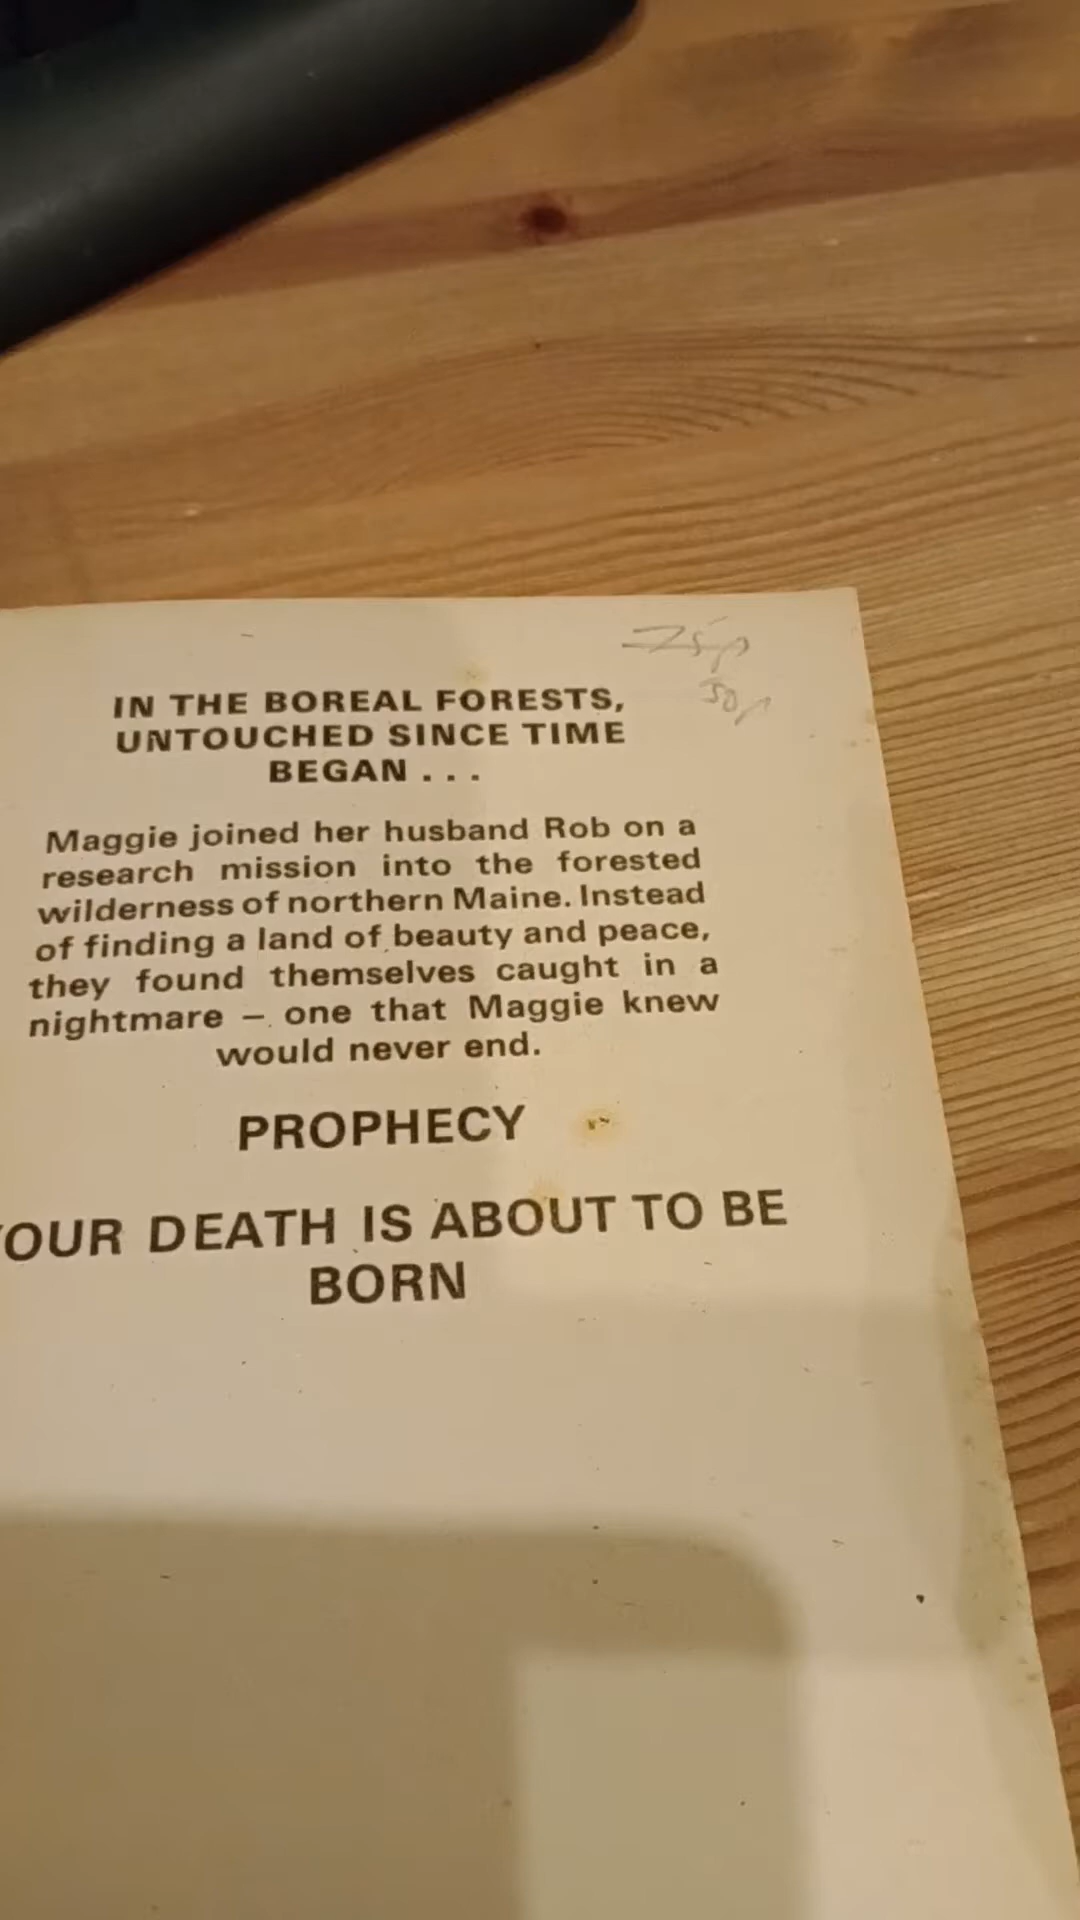 75p
50p
IN THE BOREAL FORESTS,
UNTOUCHED SINCE TIME
BEGAN . . .
Maggie joined her husband Rob on a
research mission into the forested
wilderness of northern Maine. Instead
of finding a land of beauty and peace,
they found themselves caught in a
nightmare – one that Maggie knew
would never end.
PROPHECY
OUR DEATH IS ABOUT TO BE
BORN